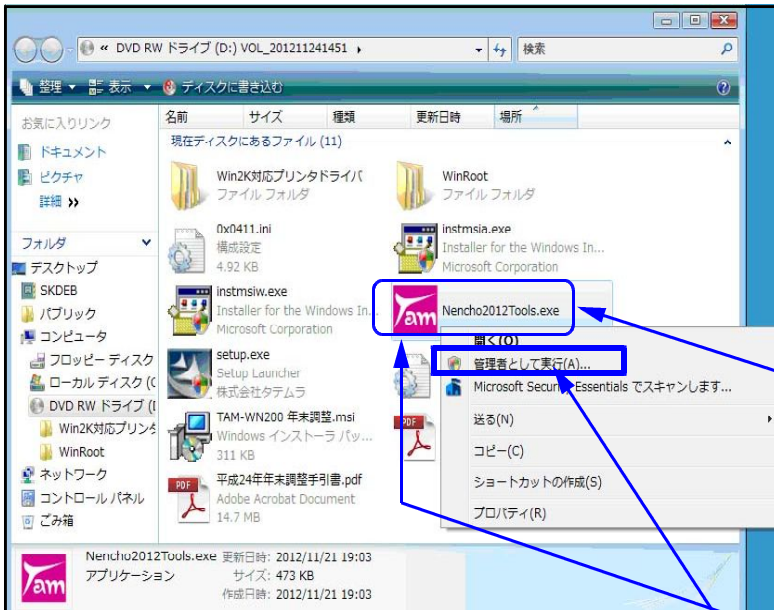 « DVD RW ドライブ (D:) VOL_201211241451
検索
整理 表示 ディスクに書き込む
お気に入りリンク
ドキュメント
ピクチャ
詳細 »
フォルダ
デスクトップ
SKDEB
パブリック
コンピュータ
フロッピー ディスク
ローカル ディスク (C
DVD RW ドライブ (
Win2K対応プリンタ
WinRoot
ネットワーク
コントロール パネル
ごみ箱
名前 サイズ 種類 更新日時 場所
現在ディスクにあるファイル (11)
Win2K対応プリンタドライバ
ファイル フォルダ
WinRoot
ファイル フォルダ
0x0411.ini
構成設定
4.92 KB
instmsia.exe
Installer for the Windows In...
Microsoft Corporation
instmsiw.exe
Installer for the Windows In...
Microsoft Corporation
Tam
Nencho2012Tools.exe
setup.exe
Setup Launcher
株式会社タテムラ
TAM-WN200 年末調整.msi
Windows インストーラ パッ...
311 KB
PDF
PDF
平成24年年末調整手引書.pdf
Adobe Acrobat Document
14.7 MB
開く(O)
管理者として実行(A)...
Microsoft Security Essentials でスキャンします...
送る(N)
コピー(C)
ショートカットの作成(S)
プロパティ(R)
Tam
Nencho2012Tools.exe 更新日時: 2012/11/21 19:03
アプリケーション サイズ: 473 KB
作成日時: 2012/11/21 19:03